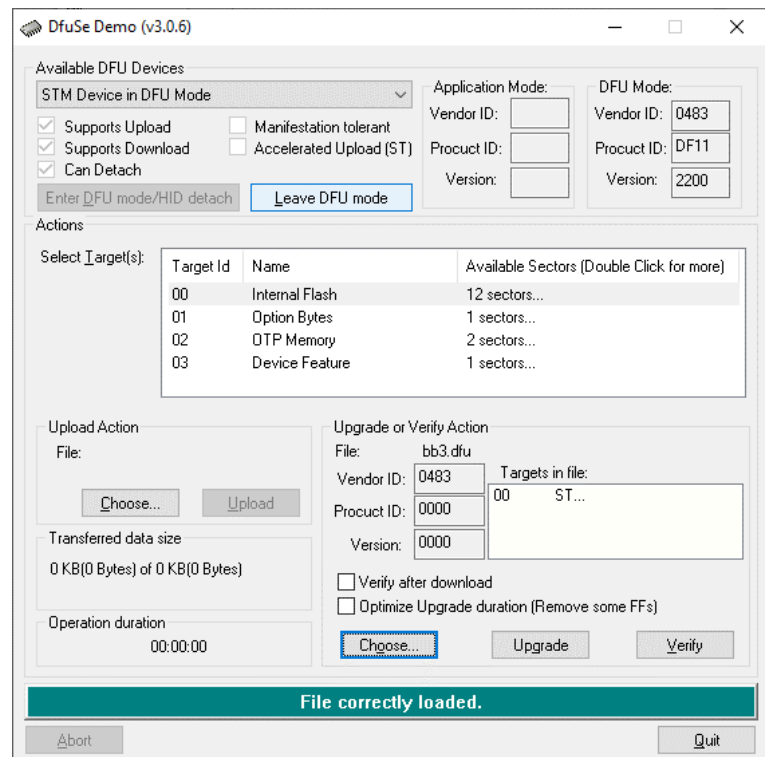 DfuSe Demo (v3.0.6)
Available DFU Devices
STM Device in DFU Mode
Supports Upload
Manifestation tolerant
Supports Download
Accelerated Upload (ST)
Can Detach
Enter DFU mode/HID detach
Leave DFU mode
Application Mode:
Vendor ID:
Procuct ID:
Version:
DFU Mode:
Vendor ID: 0483
Procuct ID: DF11
Version: 2200
Actions
Select Target(s):
Target Id Name Available Sectors (Double Click for more)
00 Internal Flash 12 sectors...
01 Option Bytes 1 sectors...
02 OTP Memory 2 sectors...
03 Device Feature 1 sectors...
Upload Action
File:
Choose...
Upload
Transferred data size
0 KB(0 Bytes) of 0 KB(0 Bytes)
Operation duration
00:00:00
Upgrade or Verify Action
File: bb3.dfu
Vendor ID: 0483
Procuct ID: 0000
Version: 0000
Targets in file:
00 ST...
Verify after download
Optimize Upgrade duration (Remove some FFs)
Choose...
Upgrade
Verify
File correctly loaded.
Abort
Quit